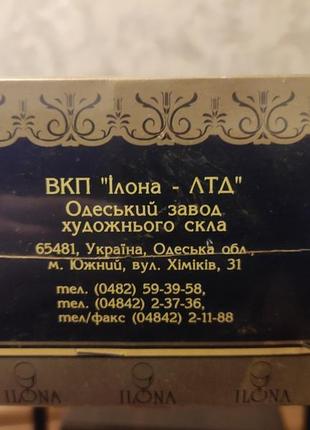 ВКП "Ілона - ЛТД"
Одеський завод
художнього скла
65481, Україна, Одеська обл.,
м. Южний, вул. Хіміків, 31
тел. (0482) 59-39-58,
тел. (04842) 2-37-36,
тел/факс (04842) 2-11-88
ILONA ILONA ILONA